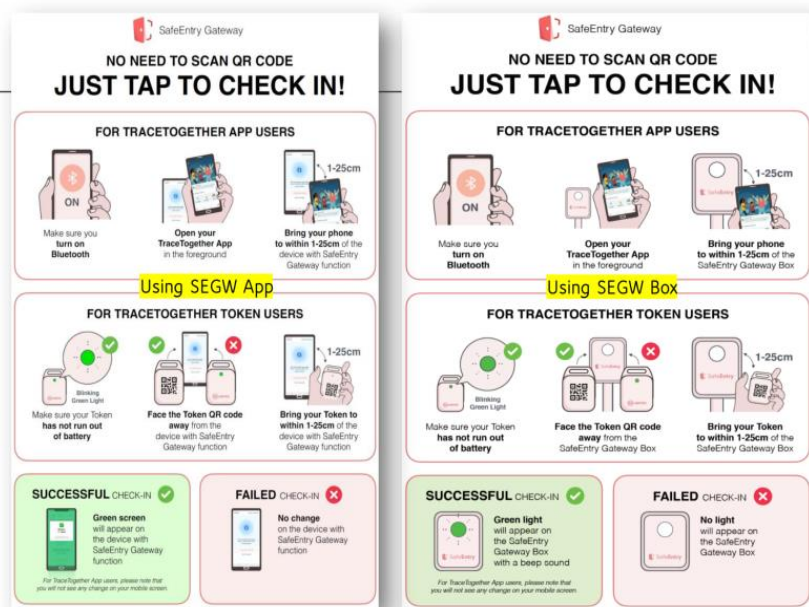 SafeEntry Gateway
NO NEED TO SCAN QR CODE
JUST TAP TO CHECK IN!
FOR TRACETOGETHER APP USERS
ON
1-25cm
Make sure you
turn on
Bluetooth
Open your
TraceTogether App
in the foreground
Bring your phone
to within 1-25cm of the
device with SafeEntry
Gateway function
Using SEGW App
FOR TRACETOGETHER TOKEN USERS
Blinking
Green Light
1-25cm
Make sure your Token
has not run out
of battery
Face the Token QR code
away from the
device with SafeEntry
Gateway function
Bring your Token to
within 1-25cm of the
device with SafeEntry
Gateway function
SUCCESSFUL CHECK-IN
Green screen
will appear on
the device with
SafeEntry Gateway
function
For TraceTogether App users, please note that
you will not see any change on your mobile screen.
FAILED CHECK-IN
No change
on the device with
SafeEntry Gateway
function
SafeEntry Gateway
NO NEED TO SCAN QR CODE
JUST TAP TO CHECK IN!
FOR TRACETOGETHER APP USERS
ON
SafeEntry
1-25cm
Make sure you
turn on
Bluetooth
Open your
TraceTogether App
in the foreground
Bring your phone
to within 1-25cm of the
SafeEntry Gateway Box
Using SEGW Box
FOR TRACETOGETHER TOKEN USERS
Blinking
Green Light
SafeEntry
1-25cm
Make sure your Token
has not run out
of battery
Face the Token QR code
away from the
SafeEntry Gateway Box
Bring your Token
to within 1-25cm of the
SafeEntry Gateway Box
SUCCESSFUL CHECK-IN
SafeEntry
Green light
will appear on
the SafeEntry
Gateway Box
with a beep sound
For TraceTogether App users, please note that
you will not see any change on your mobile screen.
FAILED CHECK-IN
SafeEntry
No light
will appear on
the SafeEntry
Gateway Box